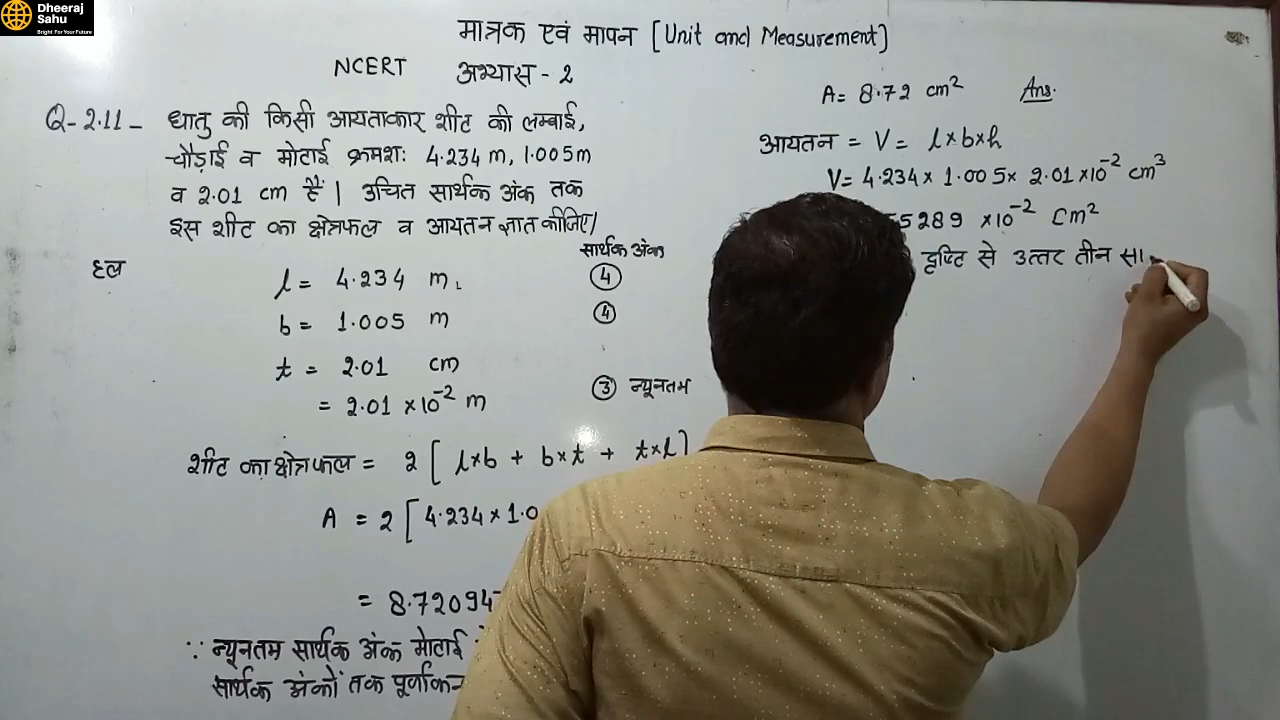 Dheeraj
Sahu
Bright For Your Future
मात्रक एवं मापन [Unit and Measurement]
NCERT अभ्यास - 2
Q-2.11- धातु की किसी आयताकार शीट की लम्बाई,
चौड़ाई व मोटाई क्रमशः 4.234 m, 1.005m
व 2.01 cm हैं। उचित सार्थक अंक तक
इस शीट का क्षेत्रफल व आयतन ज्ञात कीजिए।
सार्थक अंक
हल l = 4.234 m. ④
b = 1.005 m ④
t = 2.01 cm
= 2.01 ×10⁻² m ③ न्यूनतम
शीट का क्षेत्रफल = 2 [ l×b + b×t + t×l ]
A = 2 [ 4.234 × 1.0
= 8.72094
∵ न्यूनतम सार्थक अंक मोटाई
सार्थक अंकों तक पूर्णांकन
A = 8.72 cm² Ans.
आयतन = V = l×b×h
V = 4.234 × 1.005 × 2.01 ×10⁻² cm³
5289 ×10⁻² cm²
दृष्टि से उत्तर तीन सा